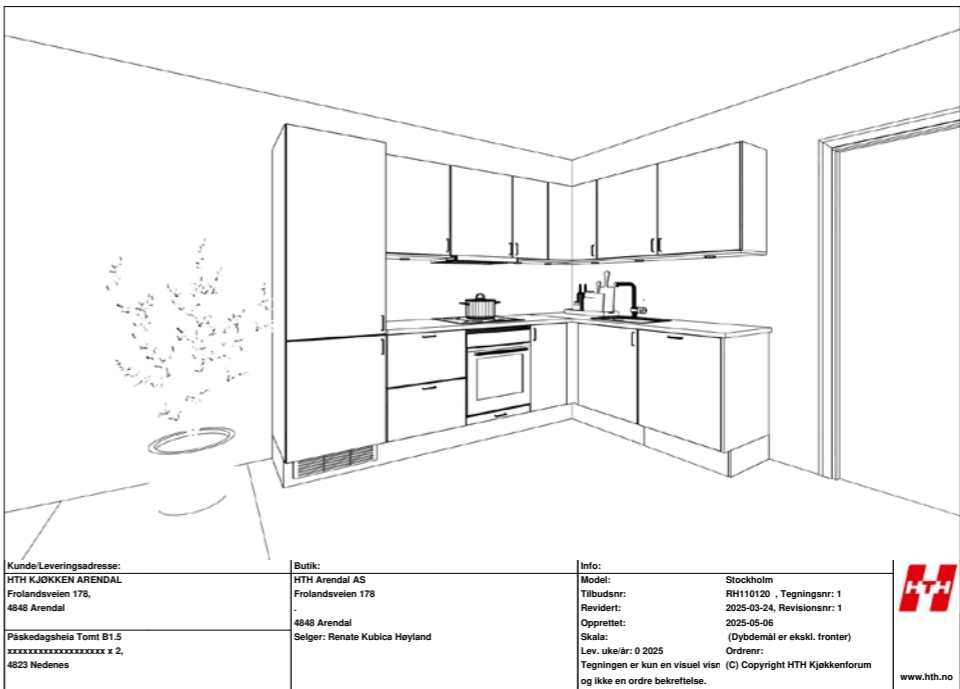 Kunde/Leveringsadresse:
HTH KJØKKEN ARENDAL
Frolandsveien 178,
4848 Arendal
Påskedagsheia Tomt B1.5
xxxxxxxxxxxxxxxxxxx x 2,
4823 Nedenes
Butik:
HTH Arendal AS
Frolandsveien 178
.
4848 Arendal
Selger: Renate Kubica Høyland
Info:
Model: Stockholm
Tilbudsnr: RH110120 , Tegningsnr: 1
Revidert: 2025-03-24, Revisionsnr: 1
Opprettet: 2025-05-06
Skala: (Dybdemål er ekskl. fronter)
Lev. uke/år: 0 2025 Ordrenr:
Tegningen er kun en visuel visn (C) Copyright HTH Kjøkkenforum
og ikke en ordre bekreftelse.
HTH
www.hth.no